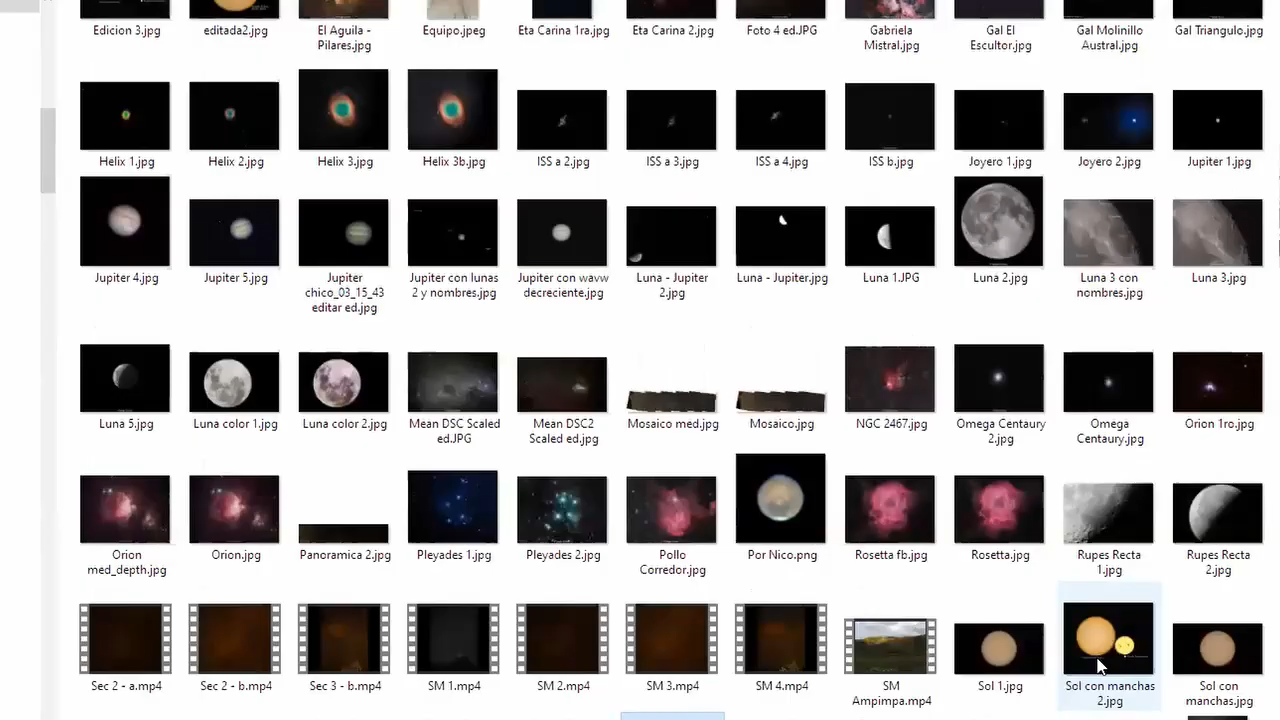 Edicion 3.jpg
editada2.jpg
El Aguila -
Pilares.jpg
Equipo.jpeg
Eta Carina 1ra.jpg
Eta Carina 2.jpg
Foto 4 ed.JPG
Gabriela
Mistral.jpg
Gal El
Escultor.jpg
Gal Molinillo
Austral.jpg
Gal Triangulo.jpg
Helix 1.jpg
Helix 2.jpg
Helix 3.jpg
Helix 3b.jpg
ISS a 2.jpg
ISS a 3.jpg
ISS a 4.jpg
ISS b.jpg
Joyero 1.jpg
Joyero 2.jpg
Jupiter 1.jpg
Jupiter 4.jpg
Jupiter 5.jpg
Jupiter
chico_03_15_43
editar ed.jpg
Jupiter con lunas
2 y nombres.jpg
Jupiter con wavw
decreciente.jpg
Luna - Jupiter
2.jpg
Luna - Jupiter.jpg
Luna 1.JPG
Luna 2.jpg
Luna 3 con
nombres.jpg
Luna 3.jpg
Luna 5.jpg
Luna color 1.jpg
Luna color 2.jpg
Mean DSC Scaled
ed.JPG
Mean DSC2
Scaled ed.jpg
Mosaico med.jpg
Mosaico.jpg
NGC 2467.jpg
Omega Centaury
2.jpg
Omega
Centaury.jpg
Orion 1ro.jpg
Orion
med_depth.jpg
Orion.jpg
Panoramica 2.jpg
Pleyades 1.jpg
Pleyades 2.jpg
Pollo
Corredor.jpg
Por Nico.png
Rosetta fb.jpg
Rosetta.jpg
Rupes Recta
1.jpg
Rupes Recta
2.jpg
Sec 2 - a.mp4
Sec 2 - b.mp4
Sec 3 - b.mp4
SM 1.mp4
SM 2.mp4
SM 3.mp4
SM 4.mp4
SM
Ampimpa.mp4
Sol 1.jpg
Sol con manchas
2.jpg
Sol con
manchas.jpg